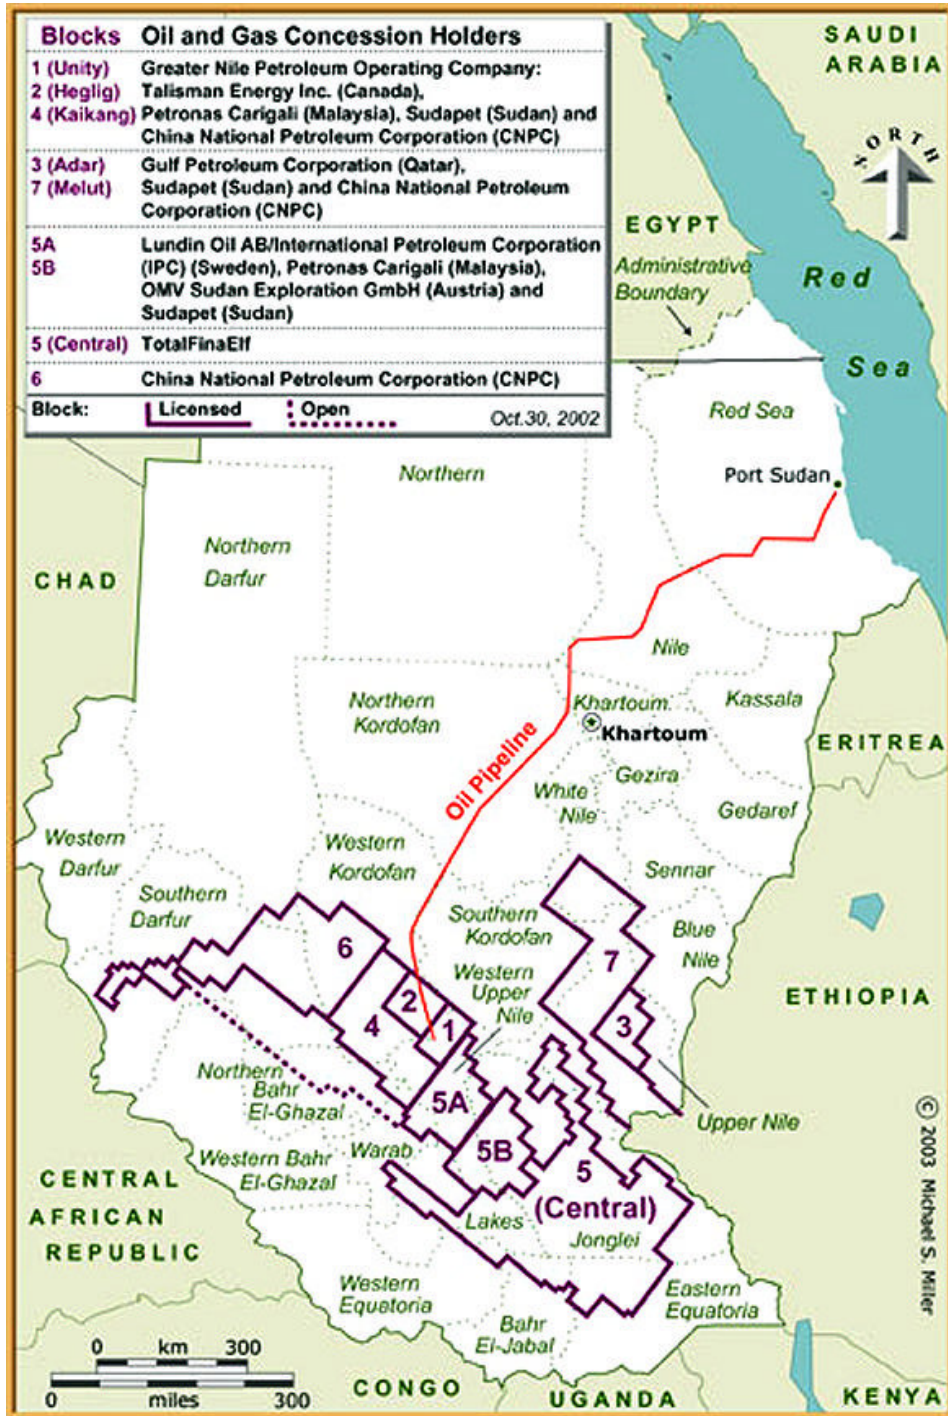 Blocks Oil and Gas Concession Holders
1 (Unity) Greater Nile Petroleum Operating Company:
2 (Heglig) Talisman Energy Inc. (Canada),
4 (Kaikang) Petronas Carigali (Malaysia), Sudapet (Sudan) and
China National Petroleum Corporation (CNPC)
3 (Adar) Gulf Petroleum Corporation (Qatar),
7 (Melut) Sudapet (Sudan) and China National Petroleum
Corporation (CNPC)
5A Lundin Oil AB/International Petroleum Corporation
5B (IPC) (Sweden), Petronas Carigali (Malaysia),
OMV Sudan Exploration GmbH (Austria) and
Sudapet (Sudan)
5 (Central) TotalFinaElf
6 China National Petroleum Corporation (CNPC)
Block: Licensed Open Oct.30, 2002
SAUDI
ARABIA
NORTH
EGYPT
Administrative
Boundary
Red
Sea
Red Sea
Port Sudan
Northern
Northern
Darfur
CHAD
Nile
Northern
Kordofan
Khartoum
Khartoum
Kassala
ERITREA
Oil Pipeline
White
Nile
Gezira
Gedaref
Western
Darfur
Western
Kordofan
Southern
Darfur
Sennar
Southern
Kordofan
Blue
Nile
6
7
Western
Upper
Nile
2
4
1
3
ETHIOPIA
Northern
Bahr
El-Ghazal
5A
Upper Nile
Western Bahr
El-Ghazal
Warab
5B
5
(Central)
Lakes
Jonglei
CENTRAL
AFRICAN
REPUBLIC
Western
Equatoria
Eastern
Equatoria
Bahr
El-Jabal
© 2003 Michael S. Miller
0 km 300
0 miles 300
CONGO
UGANDA
KENYA